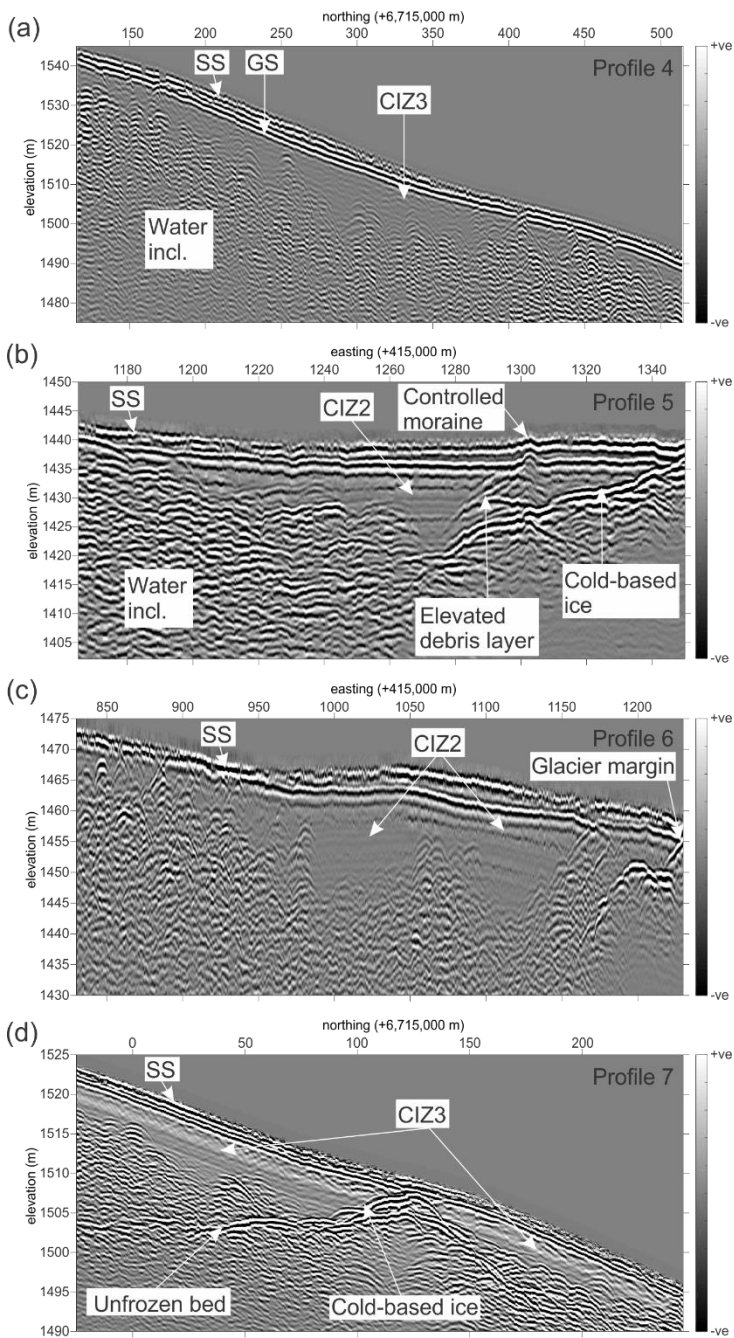 (a)
northing (+6,715,000 m)
150 200 250 300 350 400 450 500
SS GS
CIZ3
Profile 4
+ve
elevation (m)
1540
1530
1520
1510
1500
1490
1480
Water
incl.
-ve
(b)
easting (+415,000 m)
1180 1200 1220 1240 1260 1280 1300 1320 1340
1450
1445
1440
1435
1430
1425
1420
1415
1410
1405
elevation (m)
SS
CIZ2
Controlled
moraine
Profile 5
+ve
Water
incl.
Elevated
debris layer
Cold-based
ice
-ve
(c)
easting (+415,000 m)
850 900 950 1000 1050 1100 1150 1200
1475
1470
1465
1460
1455
1450
1445
1440
1435
1430
elevation (m)
SS
CIZ2
Profile 6
Glacier margin
+ve
-ve
(d)
northing (+6,715,000 m)
0 50 100 150 200
1525
1520
1515
1510
1505
1500
1495
1490
elevation (m)
SS
CIZ3
Profile 7
+ve
Unfrozen bed
Cold-based ice
-ve